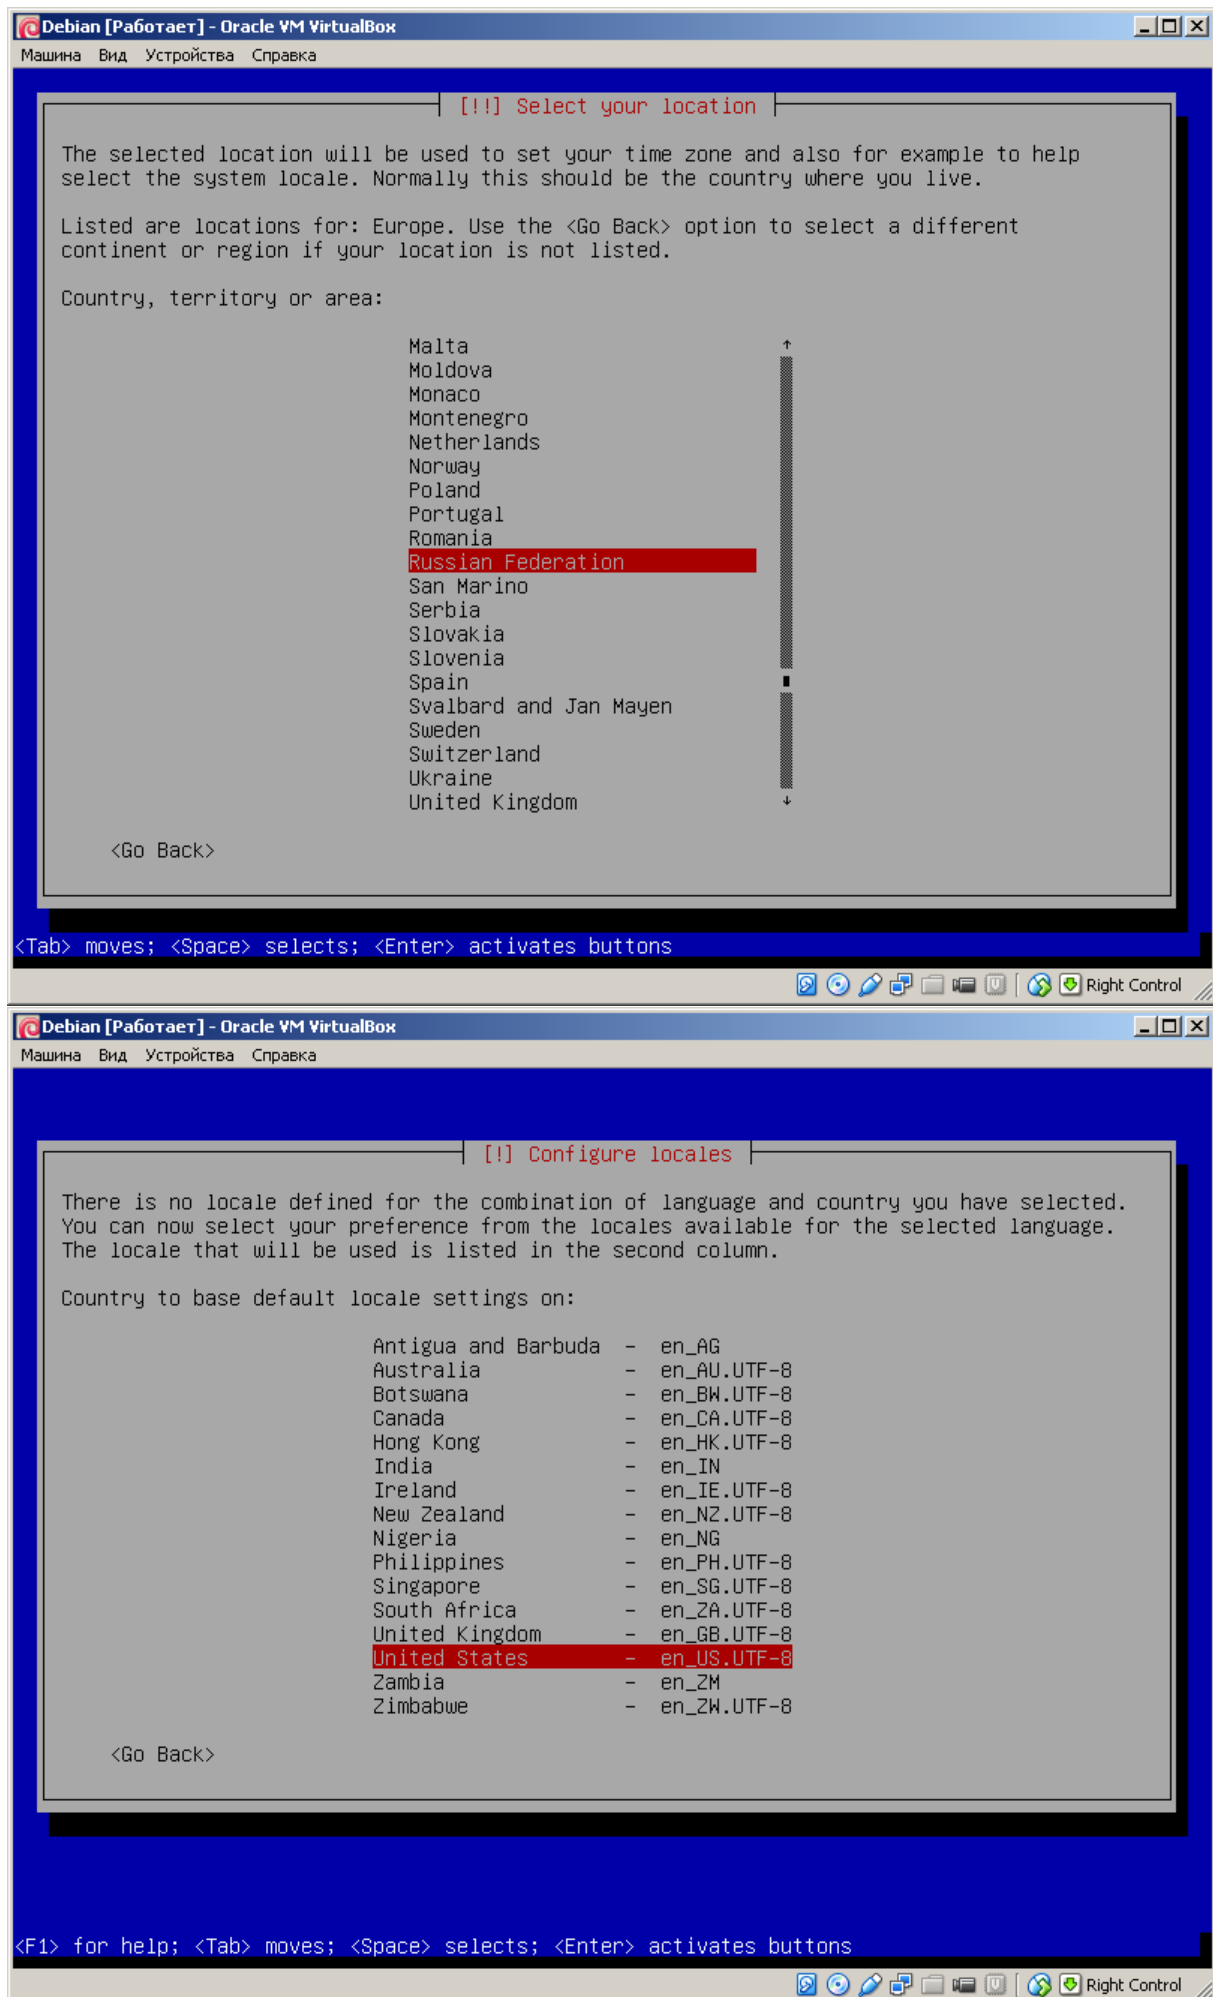 Debian [Работает] - Oracle VM VirtualBox
Машина Вид Устройства Справка
[!!] Select your location
The selected location will be used to set your time zone and also for example to help
select the system locale. Normally this should be the country where you live.
Listed are locations for: Europe. Use the <Go Back> option to select a different
continent or region if your location is not listed.
Country, territory or area:
Malta
Moldova
Monaco
Montenegro
Netherlands
Norway
Poland
Portugal
Romania
Russian Federation
San Marino
Serbia
Slovakia
Slovenia
Spain
Svalbard and Jan Mayen
Sweden
Switzerland
Ukraine
United Kingdom
<Go Back>
<Tab> moves; <Space> selects; <Enter> activates buttons
Right Control
Debian [Работает] - Oracle VM VirtualBox
Машина Вид Устройства Справка
[!] Configure locales
There is no locale defined for the combination of language and country you have selected.
You can now select your preference from the locales available for the selected language.
The locale that will be used is listed in the second column.
Country to base default locale settings on:
Antigua and Barbuda - en_AG
Australia - en_AU.UTF-8
Botswana - en_BW.UTF-8
Canada - en_CA.UTF-8
Hong Kong - en_HK.UTF-8
India - en_IN
Ireland - en_IE.UTF-8
New Zealand - en_NZ.UTF-8
Nigeria - en_NG
Philippines - en_PH.UTF-8
Singapore - en_SG.UTF-8
South Africa - en_ZA.UTF-8
United Kingdom - en_GB.UTF-8
United States - en_US.UTF-8
Zambia - en_ZM
Zimbabwe - en_ZW.UTF-8
<Go Back>
<F1> for help; <Tab> moves; <Space> selects; <Enter> activates buttons
Right Control